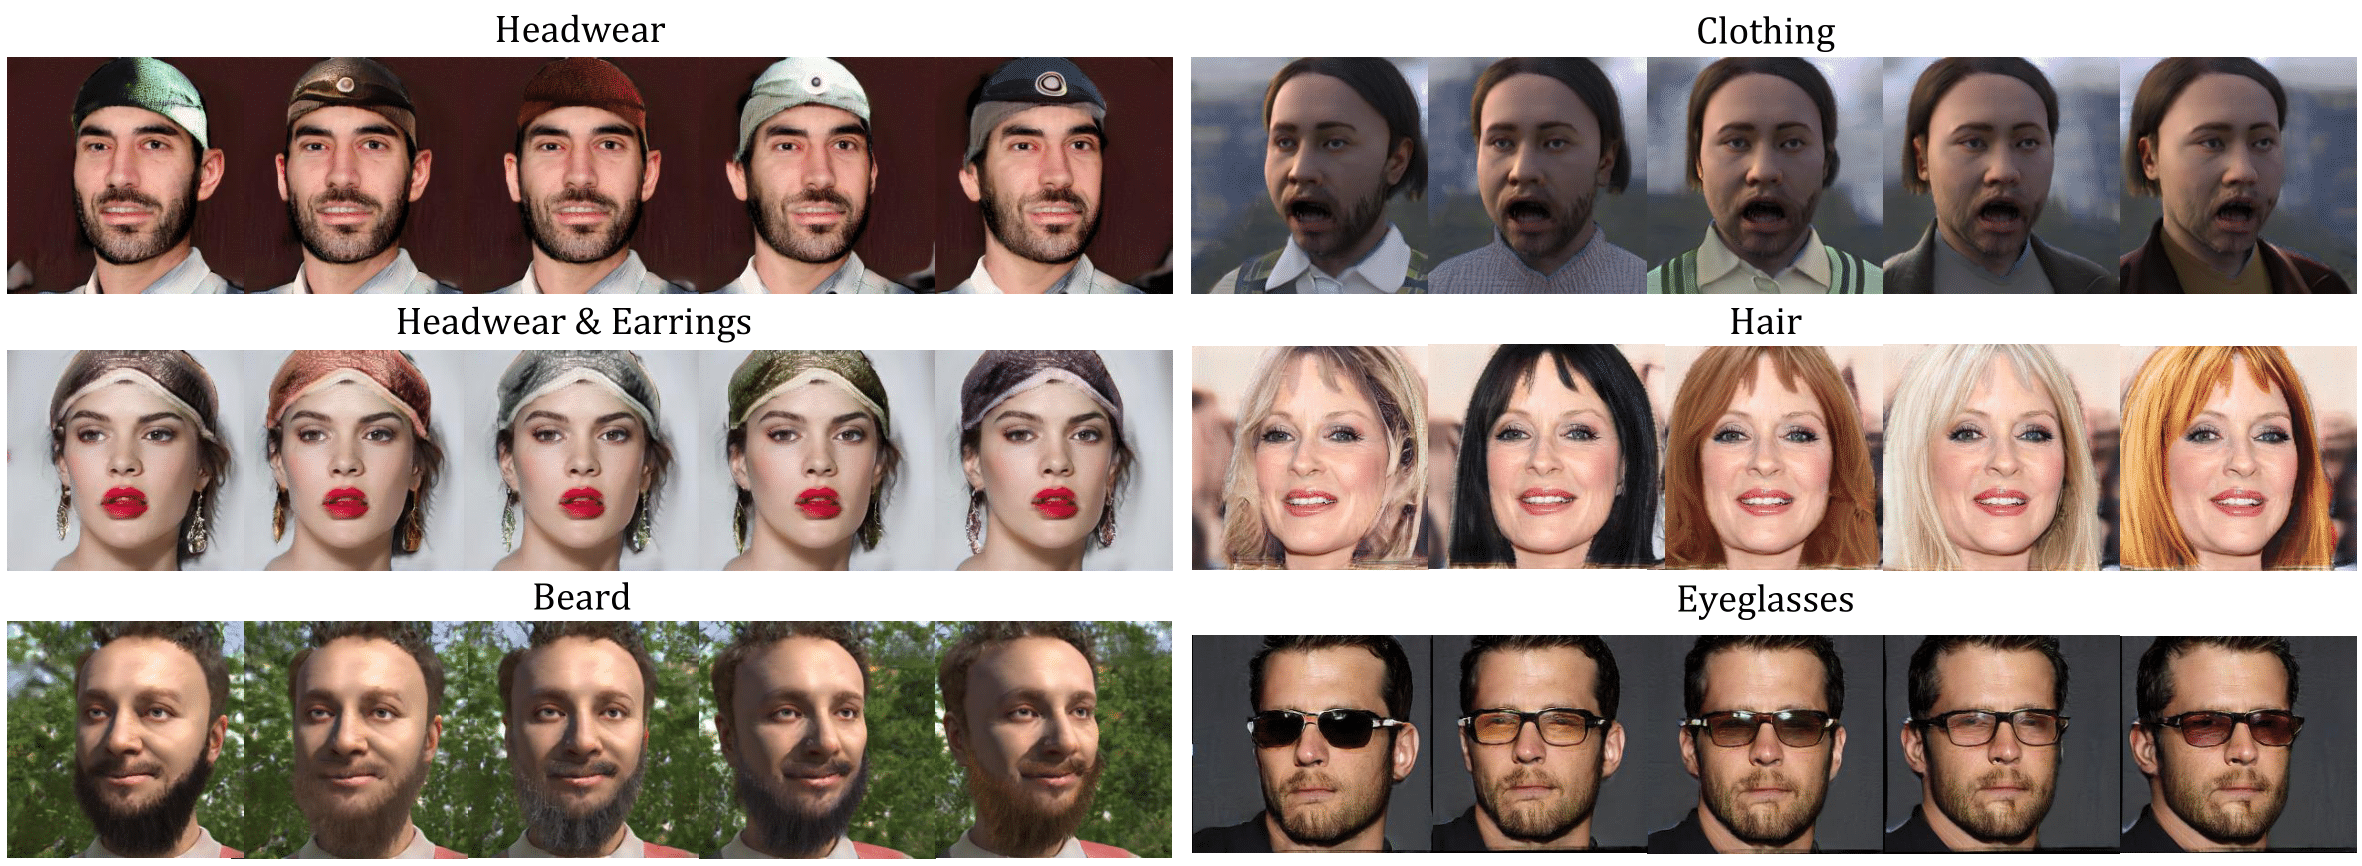 Headwear
Clothing
Headwear & Earrings
Hair
Beard
Eyeglasses